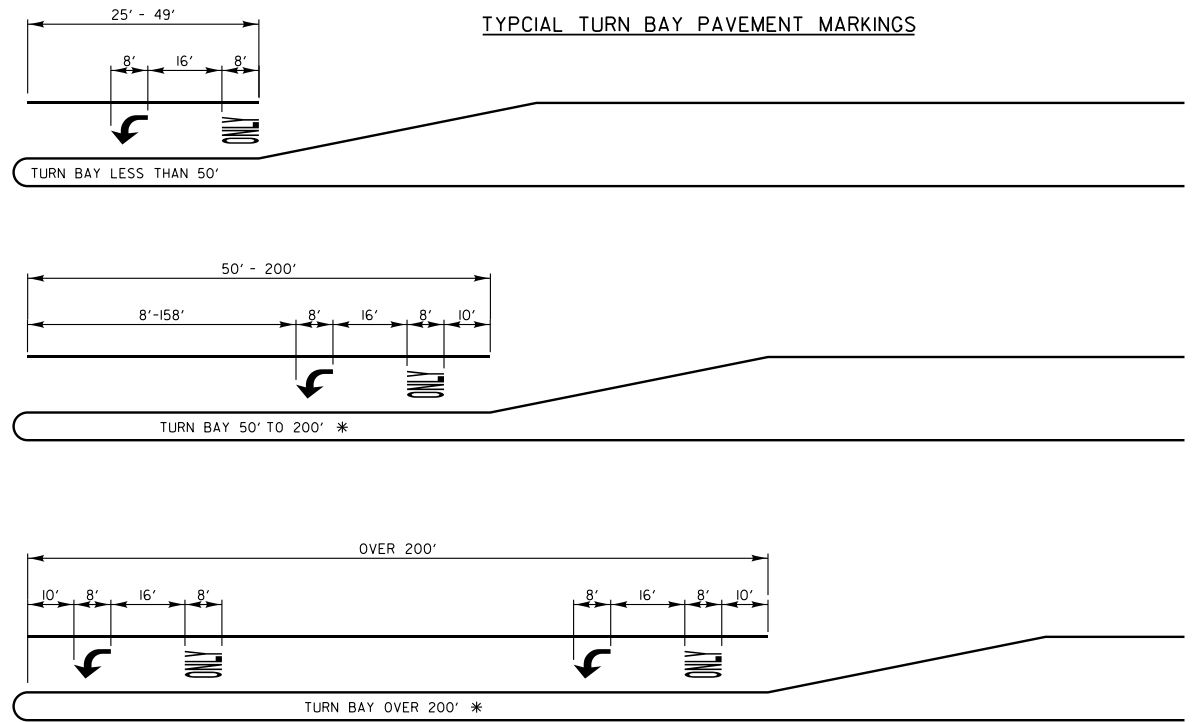 25' - 49'
TYPCIAL TURN BAY PAVEMENT MARKINGS
8' 16' 8'
ONLY
TURN BAY LESS THAN 50'
50' - 200'
8'-158' 8' 16' 8' 10'
ONLY
TURN BAY 50' TO 200' *
OVER 200'
10' 8' 16' 8' 8' 16' 8' 10'
ONLY ONLY
TURN BAY OVER 200' *